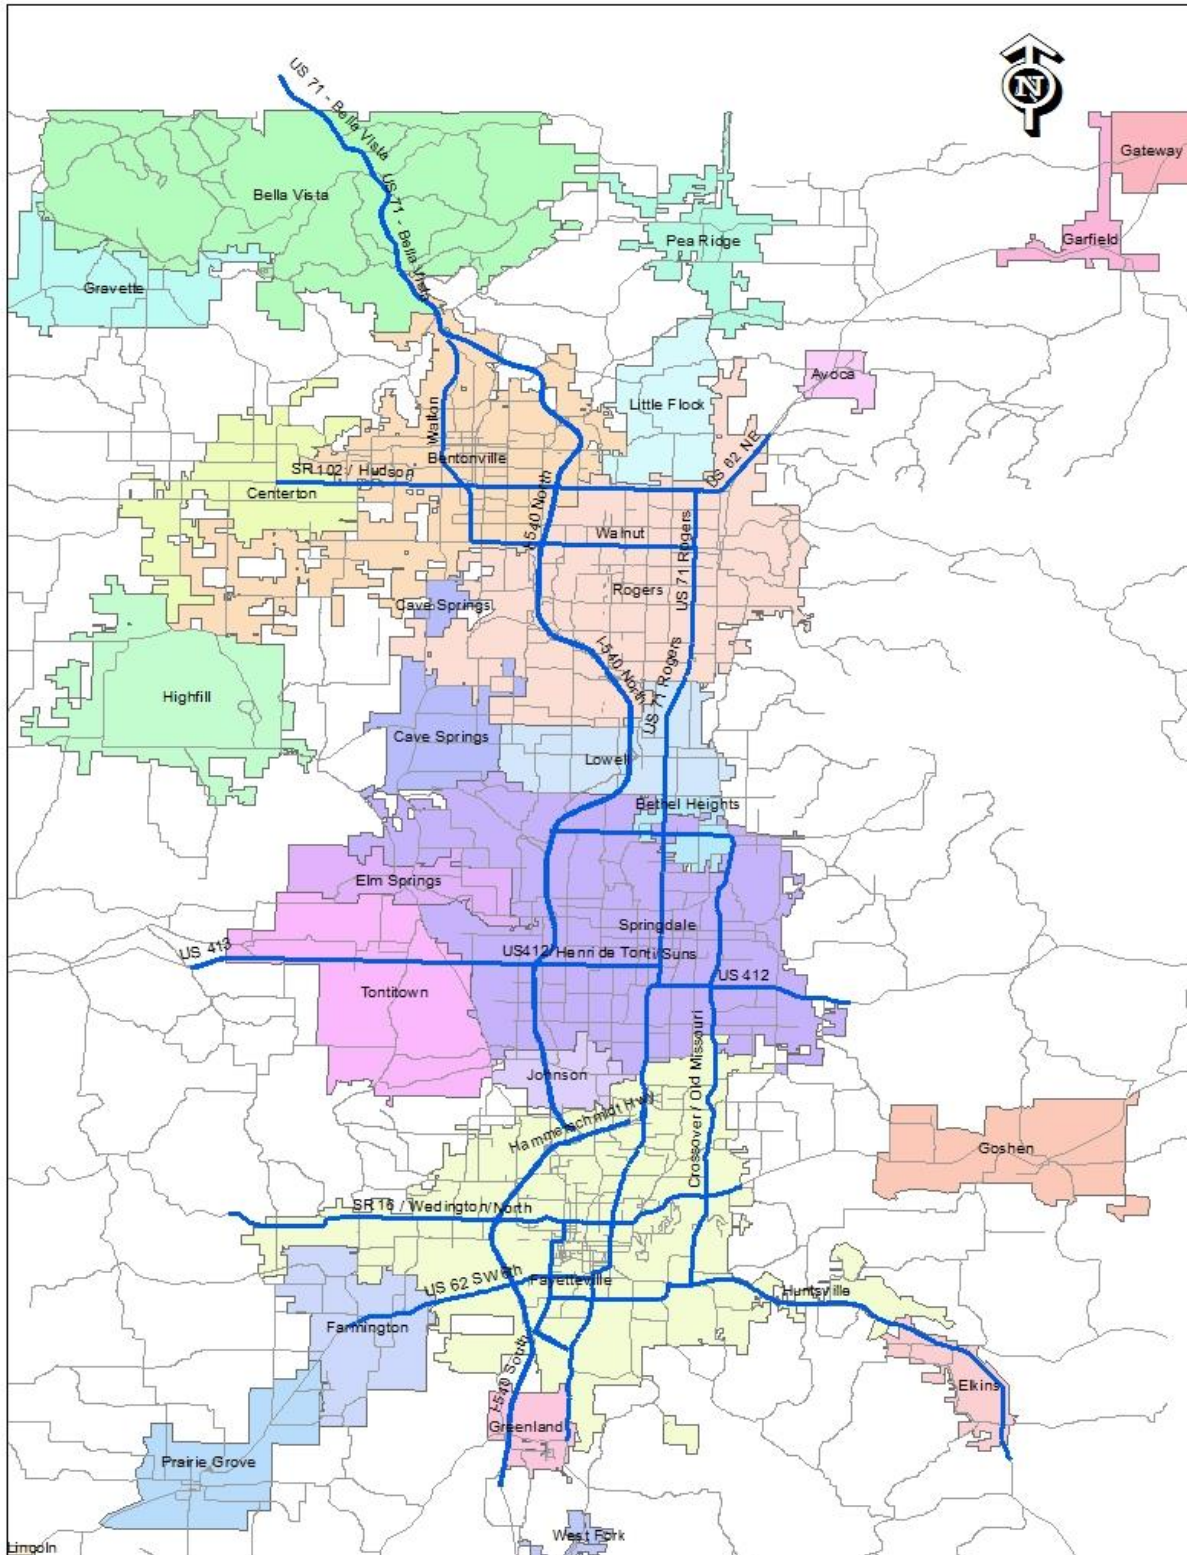 N
US 71 - Bella Vista
Gateway
Bella Vista
US 71 - Bella Vista
Pea Ridge
Garfield
Gravette
Avoca
Little Flock
Walton
Bentonville
US 62 NE
SR 102 / Hudson
Centerton
I-540 North
Walnut
US 71 Rogers
Rogers
Cave Springs
I-540 North
US 71 Rogers
Highfill
Cave Springs
Lowell
Bethel Heights
Elm Springs
Springdale
US 413
US412/Henri de Tonti/Suns
US 412
Tontitown
Crossover / Old Missouri
Johnson
Hammerschmidt Hwy
Goshen
SR 16 / Wedington/North
US 62 SW6th
Fayetteville
Huntsville
Farmington
I-540 South
Elkins
Greenland
Prairie Grove
West Fork
Lincoln